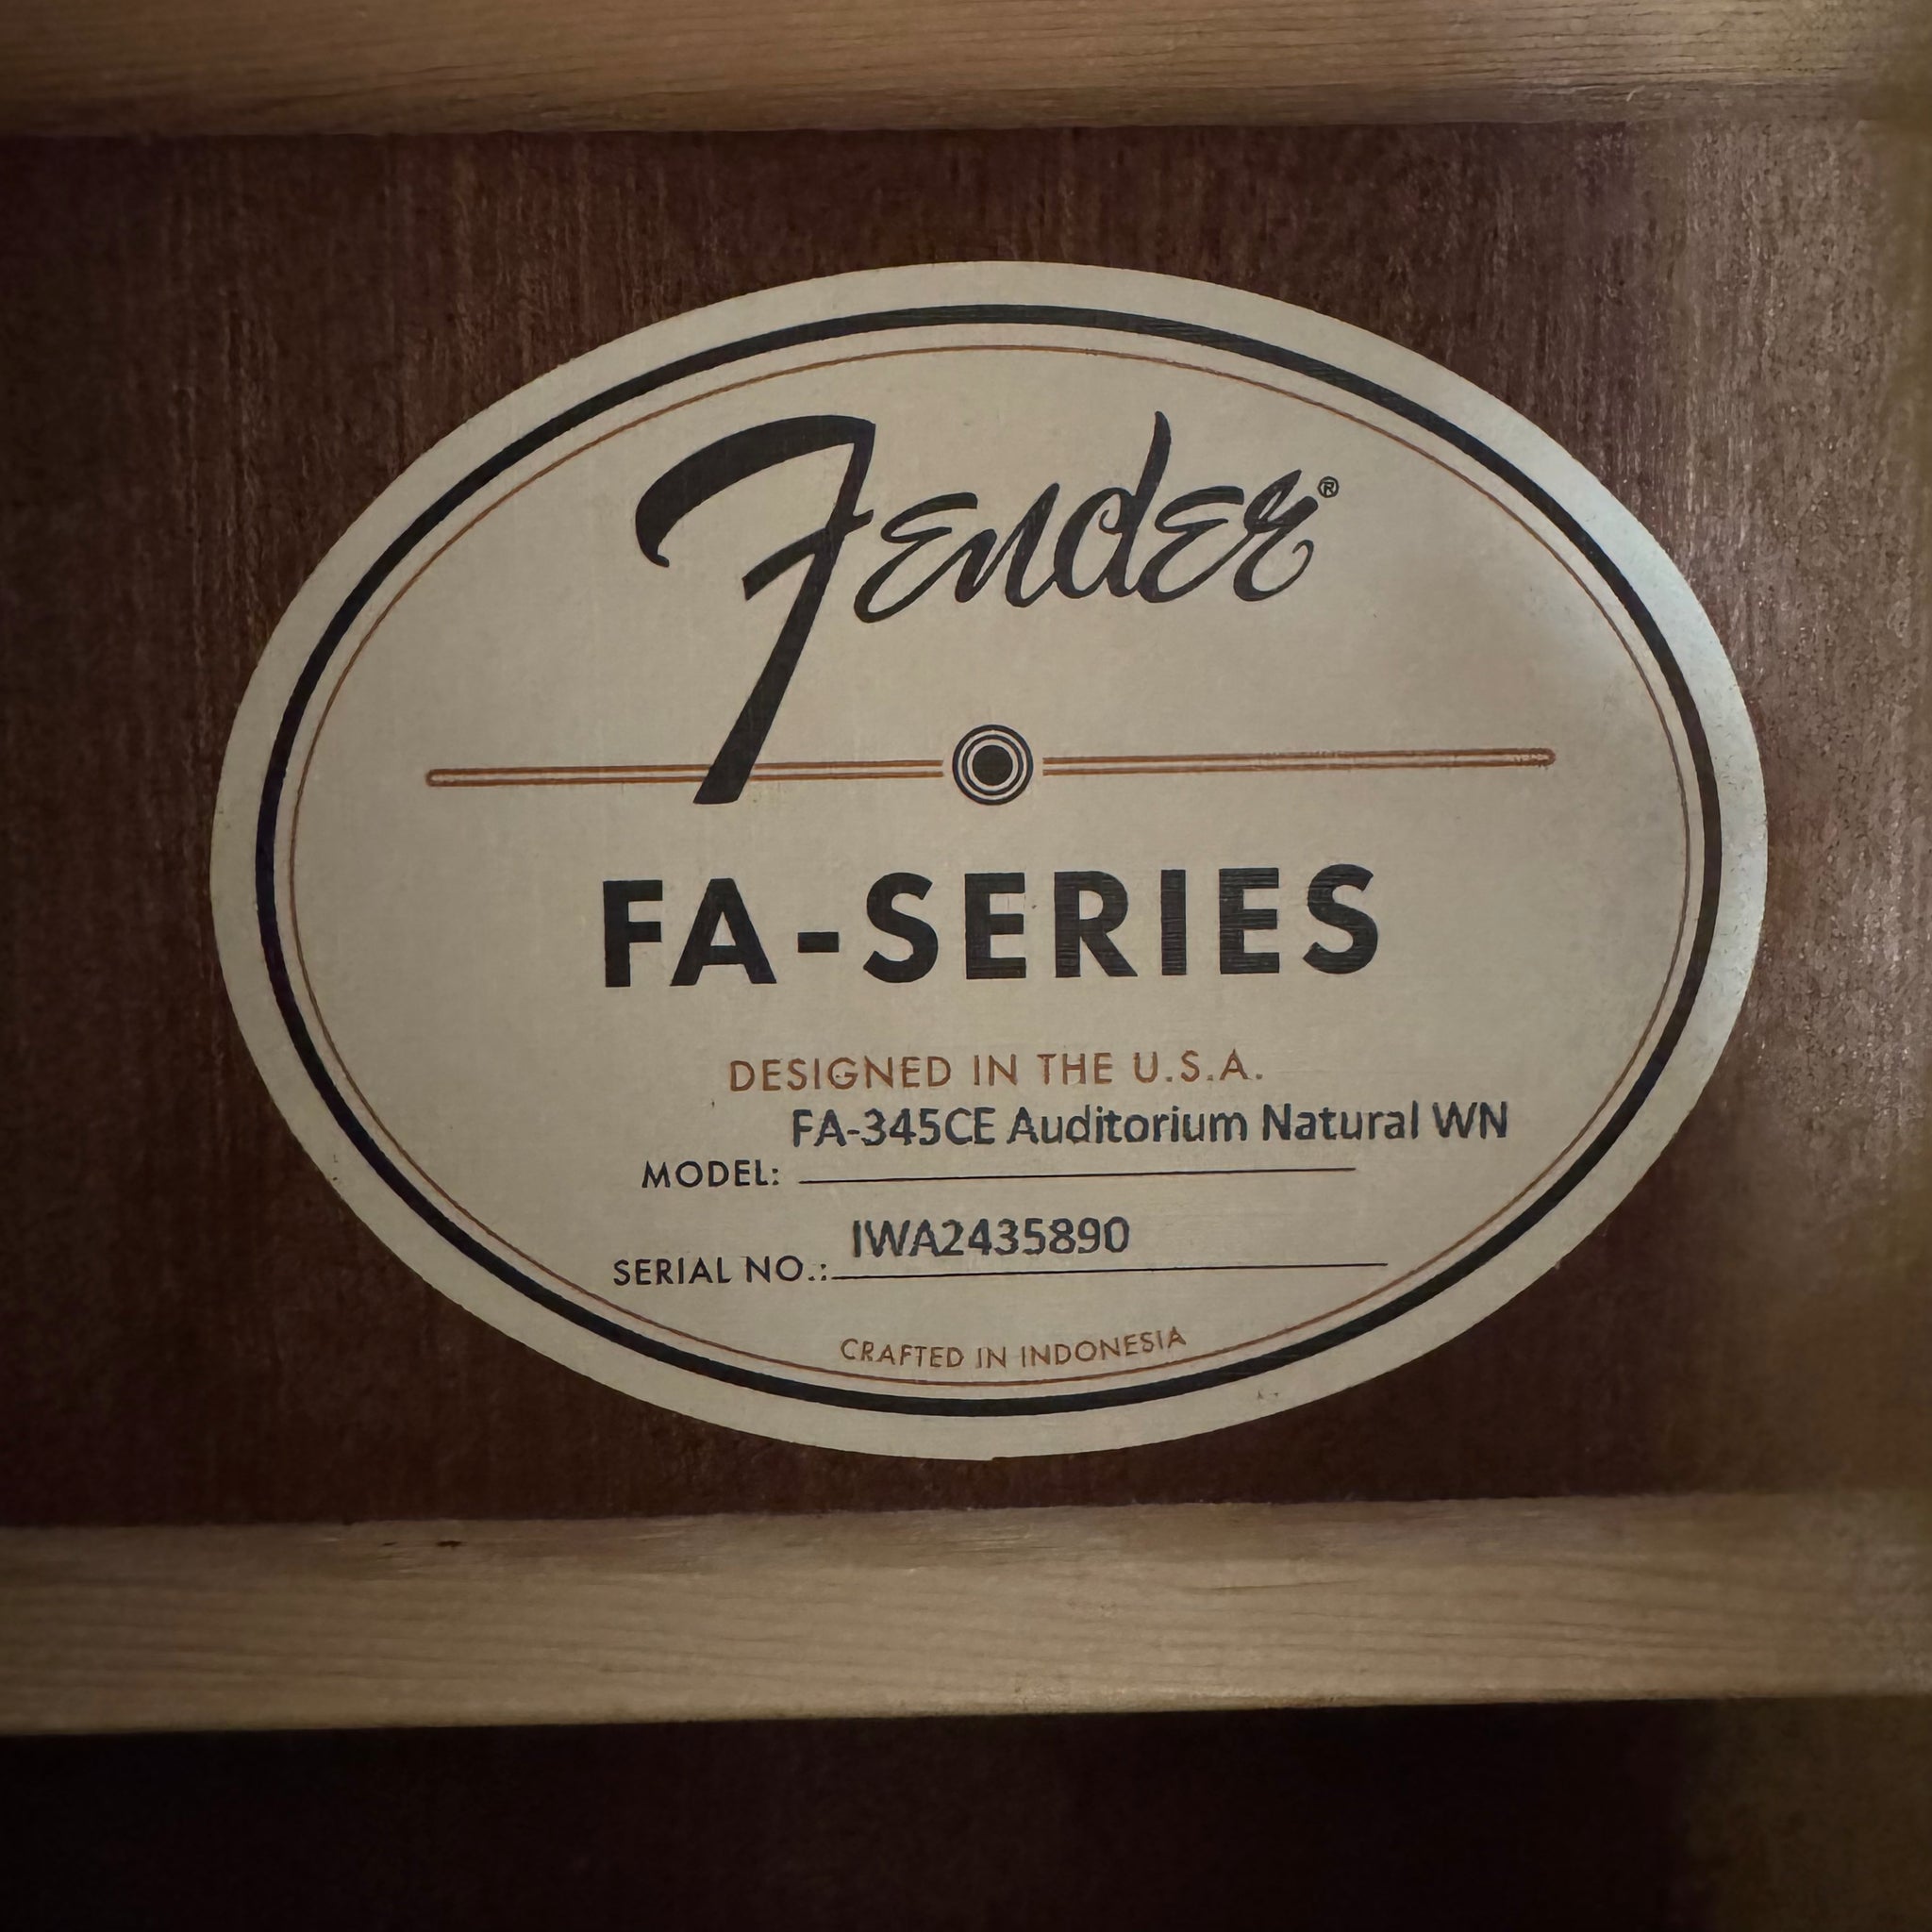 Fender®
FA-SERIES
DESIGNED IN THE U.S.A.
FA-345CE Auditorium Natural WN
MODEL:
IWA2435890
SERIAL NO.:
CRAFTED IN INDONESIA